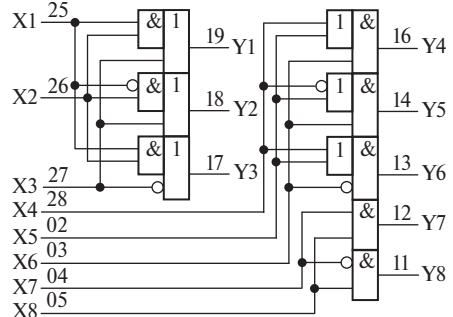 X1 25
X2 26
X3 27
X4 28
X5 02
X6 03
X7 04
X8 05
& 1 19 Y1
& 1 18 Y2
& 1 17 Y3
1 & 16 Y4
1 & 14 Y5
1 & 13 Y6
& 12 Y7
& 11 Y8